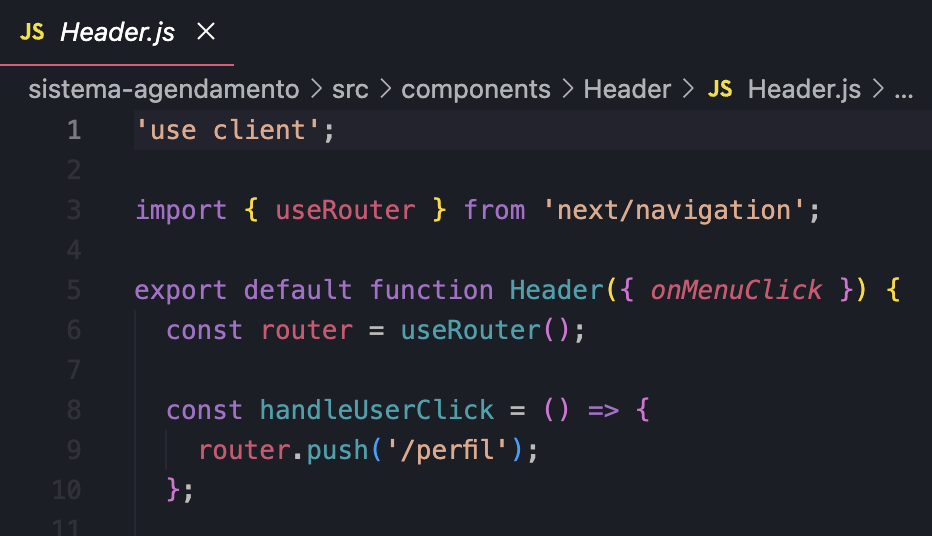 JS Header.js ×
sistema-agendamento > src > components > Header > JS Header.js > ...
1 'use client';
2
3 import { useRouter } from 'next/navigation';
4
5 export default function Header({ onMenuClick }) {
6 const router = useRouter();
7
8 const handleUserClick = () => {
9 router.push('/perfil');
10 };
11